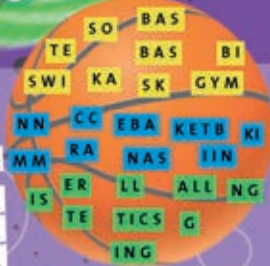 SO BAS
TE BAS BI
SWI KA SK GYM
NN CC EBA KETB KI
MM RA NAS IIN
IS ER LL ALL NG
TE TICS G
ING